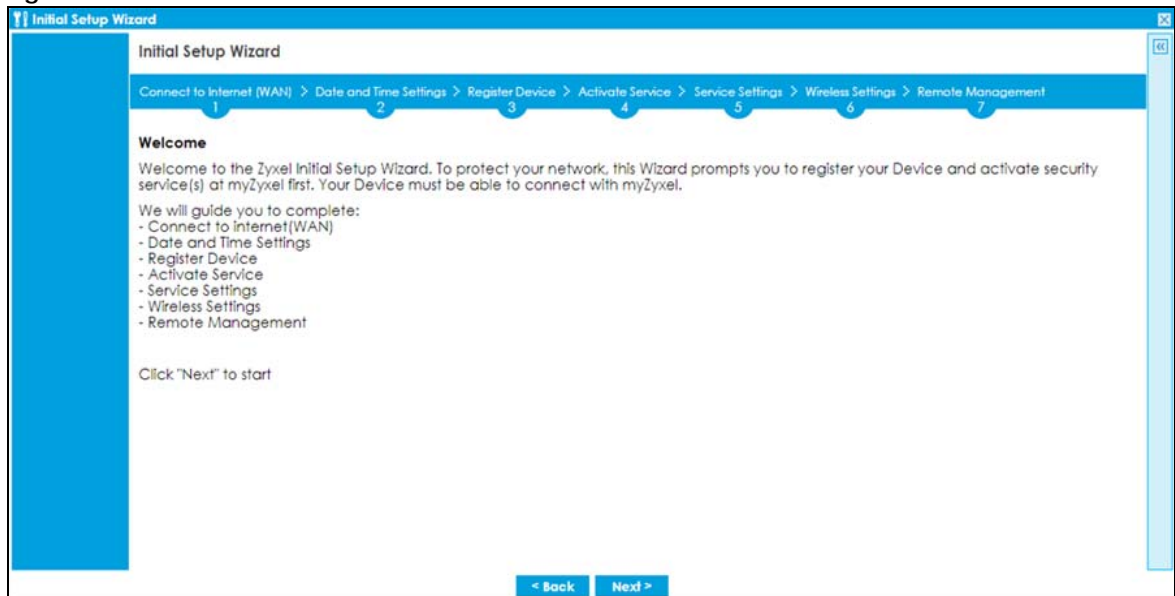 Initial Setup Wizard
Initial Setup Wizard
Connect to Internet (WAN) > Date and Time Settings > Register Device > Activate Service > Service Settings > Wireless Settings > Remote Management
1 2 3 4 5 6 7
Welcome
Welcome to the Zyxel Initial Setup Wizard. To protect your network, this Wizard prompts you to register your Device and activate security
service(s) at myZyxel first. Your Device must be able to connect with myZyxel.
We will guide you to complete:
- Connect to internet(WAN)
- Date and Time Settings
- Register Device
- Activate Service
- Service Settings
- Wireless Settings
- Remote Management
Click "Next" to start
< Back Next >